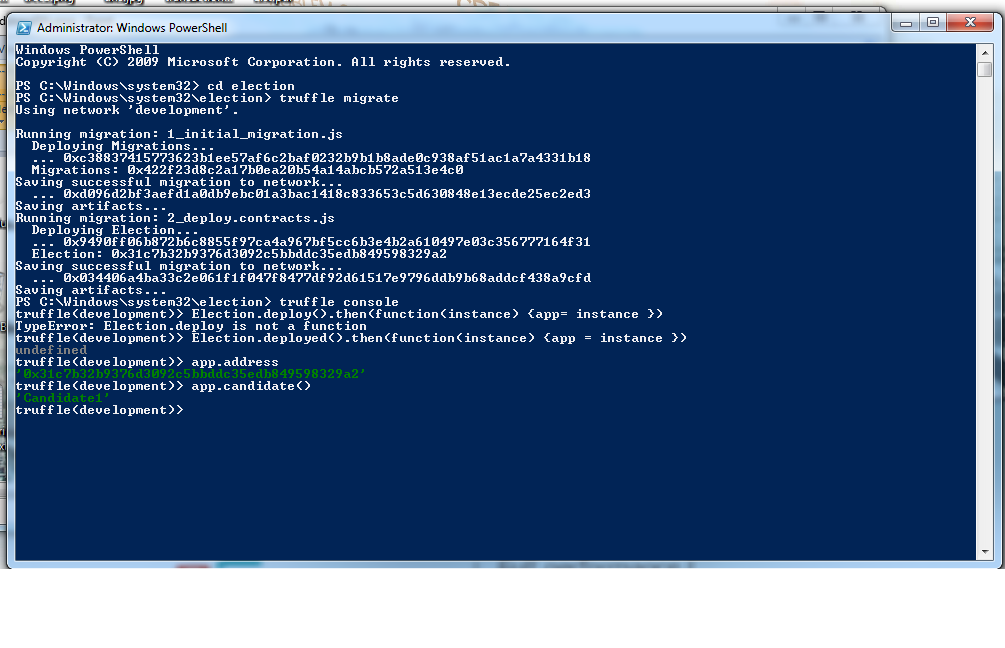 Administrator: Windows PowerShell
Windows PowerShell
Copyright (C) 2009 Microsoft Corporation. All rights reserved.
PS C:\Windows\system32> cd election
PS C:\Windows\system32\election> truffle migrate
Using network 'development'.
Running migration: 1_initial_migration.js
Deploying Migrations...
... 0xc38837415773623b1ee57af6c2baf0232b9b1b8ade0c938af51ac1a7a4331b18
Migrations: 0x422f23d8c2a17b0ea20b54a14abcb572a513e4c0
Saving successful migration to network...
... 0xd096d2bf3aefd1a0db9ebc01a3bac1418c833653c5d630848e13ecde25ec2ed3
Saving artifacts...
Running migration: 2_deploy.contracts.js
Deploying Election...
... 0x9490ff06b872b6c8855f97ca4a967bf5cc6b3e4b2a610497e03c356777164f31
Election: 0x31c7b32b9376d3092c5bbddc35edb849598329a2
Saving successful migration to network...
... 0x034406a4ba33c2e061f1f047f8477df92d61517e9796ddb9b68addcf438a9cfd
Saving artifacts...
PS C:\Windows\system32\election> truffle console
truffle(development)> Election.deploy().then(function(instance) {app= instance })
TypeError: Election.deploy is not a function
truffle(development)> Election.deployed().then(function(instance) {app = instance })
undefined
truffle(development)> app.address
'0x31c7b32b9376d3092c5bbddc35edb849598329a2'
truffle(development)> app.candidate()
'Candidate1'
truffle(development)>